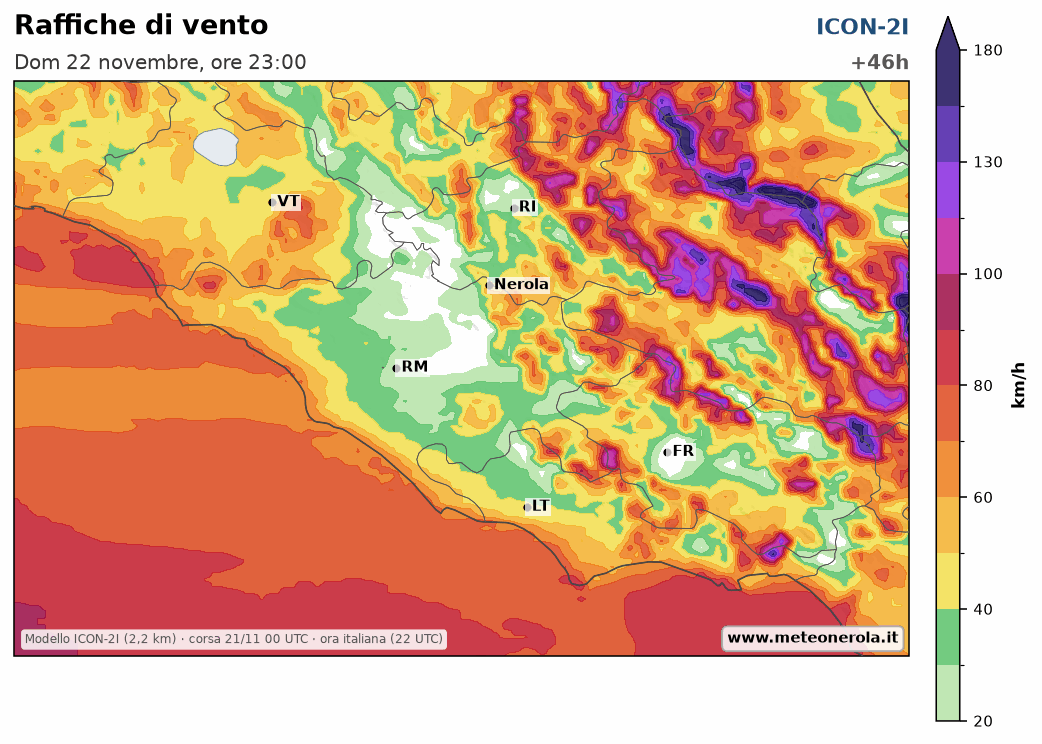 Raffiche di vento
ICON-2I
Dom 22 novembre, ore 23:00
+46h
180
130
100
80
60
40
20
km/h
VT
RI
Nerola
RM
FR
LT
Modello ICON-2I (2,2 km) · corsa 21/11 00 UTC · ora italiana (22 UTC)
www.meteonerola.it